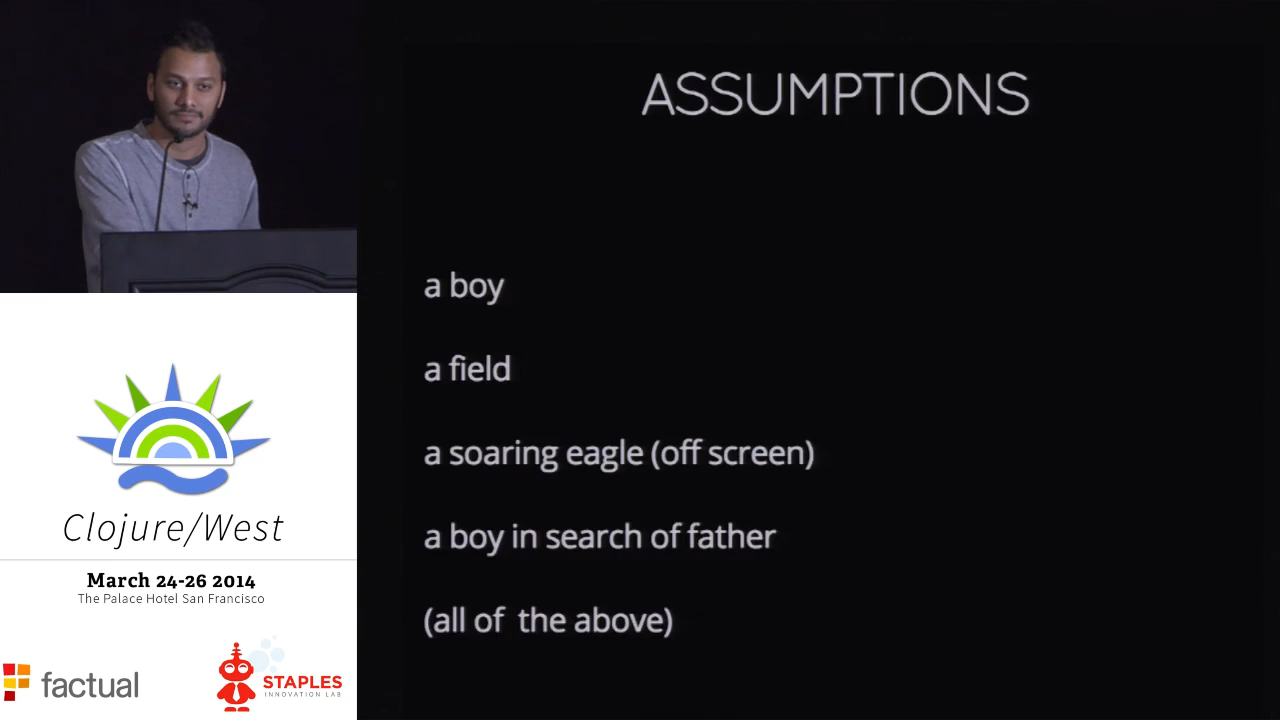 ASSUMPTIONS
a boy
a field
a soaring eagle (off screen)
a boy in search of father
(all of  the above)
Clojure/West
March 24-26 2014
The Palace Hotel San Francisco
factual
STAPLES
INNOVATION LAB